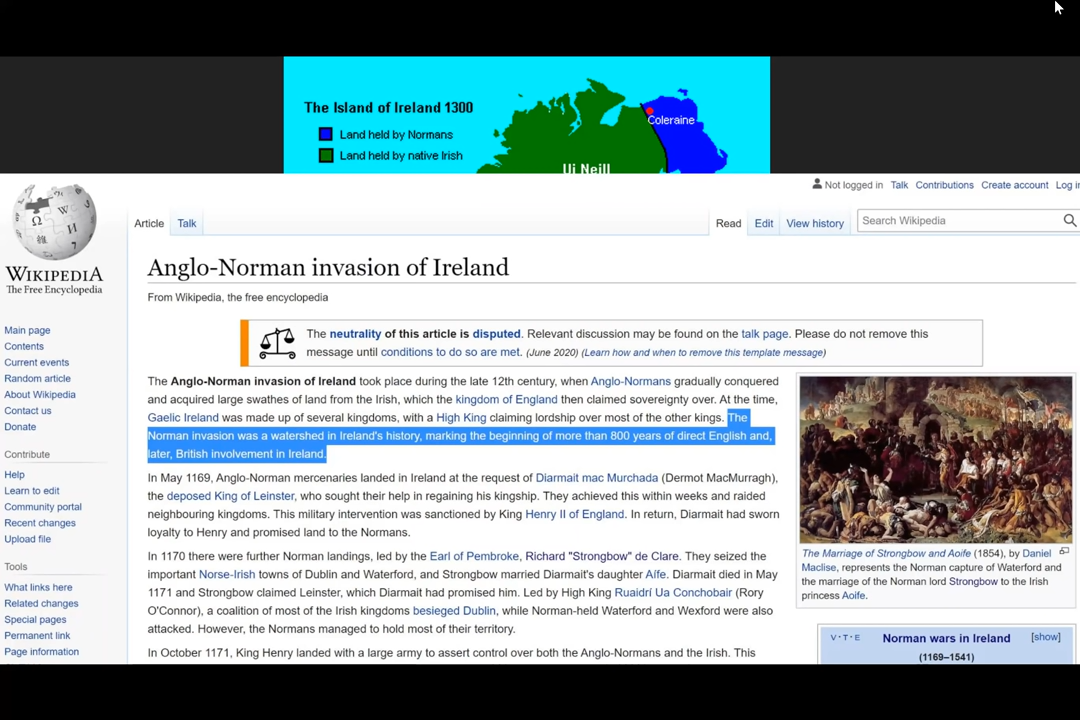 The Island of Ireland 1300
Land held by Normans
Land held by native Irish
Coleraine
Ui Neill
Not logged in Talk Contributions Create account Log in
Article Talk
Read Edit View history
Search Wikipedia
WIKIPEDIA
The Free Encyclopedia
Main page
Contents
Current events
Random article
About Wikipedia
Contact us
Donate
Contribute
Help
Learn to edit
Community portal
Recent changes
Upload file
Tools
What links here
Related changes
Special pages
Permanent link
Page information
Anglo-Norman invasion of Ireland
From Wikipedia, the free encyclopedia
The neutrality of this article is disputed. Relevant discussion may be found on the talk page. Please do not remove this
message until conditions to do so are met. (June 2020) (Learn how and when to remove this template message)
The Anglo-Norman invasion of Ireland took place during the late 12th century, when Anglo-Normans gradually conquered
and acquired large swathes of land from the Irish, which the kingdom of England then claimed sovereignty over. At the time,
Gaelic Ireland was made up of several kingdoms, with a High King claiming lordship over most of the other kings. The
Norman invasion was a watershed in Ireland's history, marking the beginning of more than 800 years of direct English and,
later, British involvement in Ireland.
In May 1169, Anglo-Norman mercenaries landed in Ireland at the request of Diarmait mac Murchada (Dermot MacMurragh),
the deposed King of Leinster, who sought their help in regaining his kingship. They achieved this within weeks and raided
neighbouring kingdoms. This military intervention was sanctioned by King Henry II of England. In return, Diarmait had sworn
loyalty to Henry and promised land to the Normans.
In 1170 there were further Norman landings, led by the Earl of Pembroke, Richard "Strongbow" de Clare. They seized the
important Norse-Irish towns of Dublin and Waterford, and Strongbow married Diarmait's daughter Aífe. Diarmait died in May
1171 and Strongbow claimed Leinster, which Diarmait had promised him. Led by High King Ruaidrí Ua Conchobair (Rory
O'Connor), a coalition of most of the Irish kingdoms besieged Dublin, while Norman-held Waterford and Wexford were also
attacked. However, the Normans managed to hold most of their territory.
In October 1171, King Henry landed with a large army to assert control over both the Anglo-Normans and the Irish. This
The Marriage of Strongbow and Aoife (1854), by Daniel
Maclise, represents the Norman capture of Waterford and
the marriage of the Norman lord Strongbow to the Irish
princess Aoife.
V·T·E Norman wars in Ireland [show]
(1169–1541)